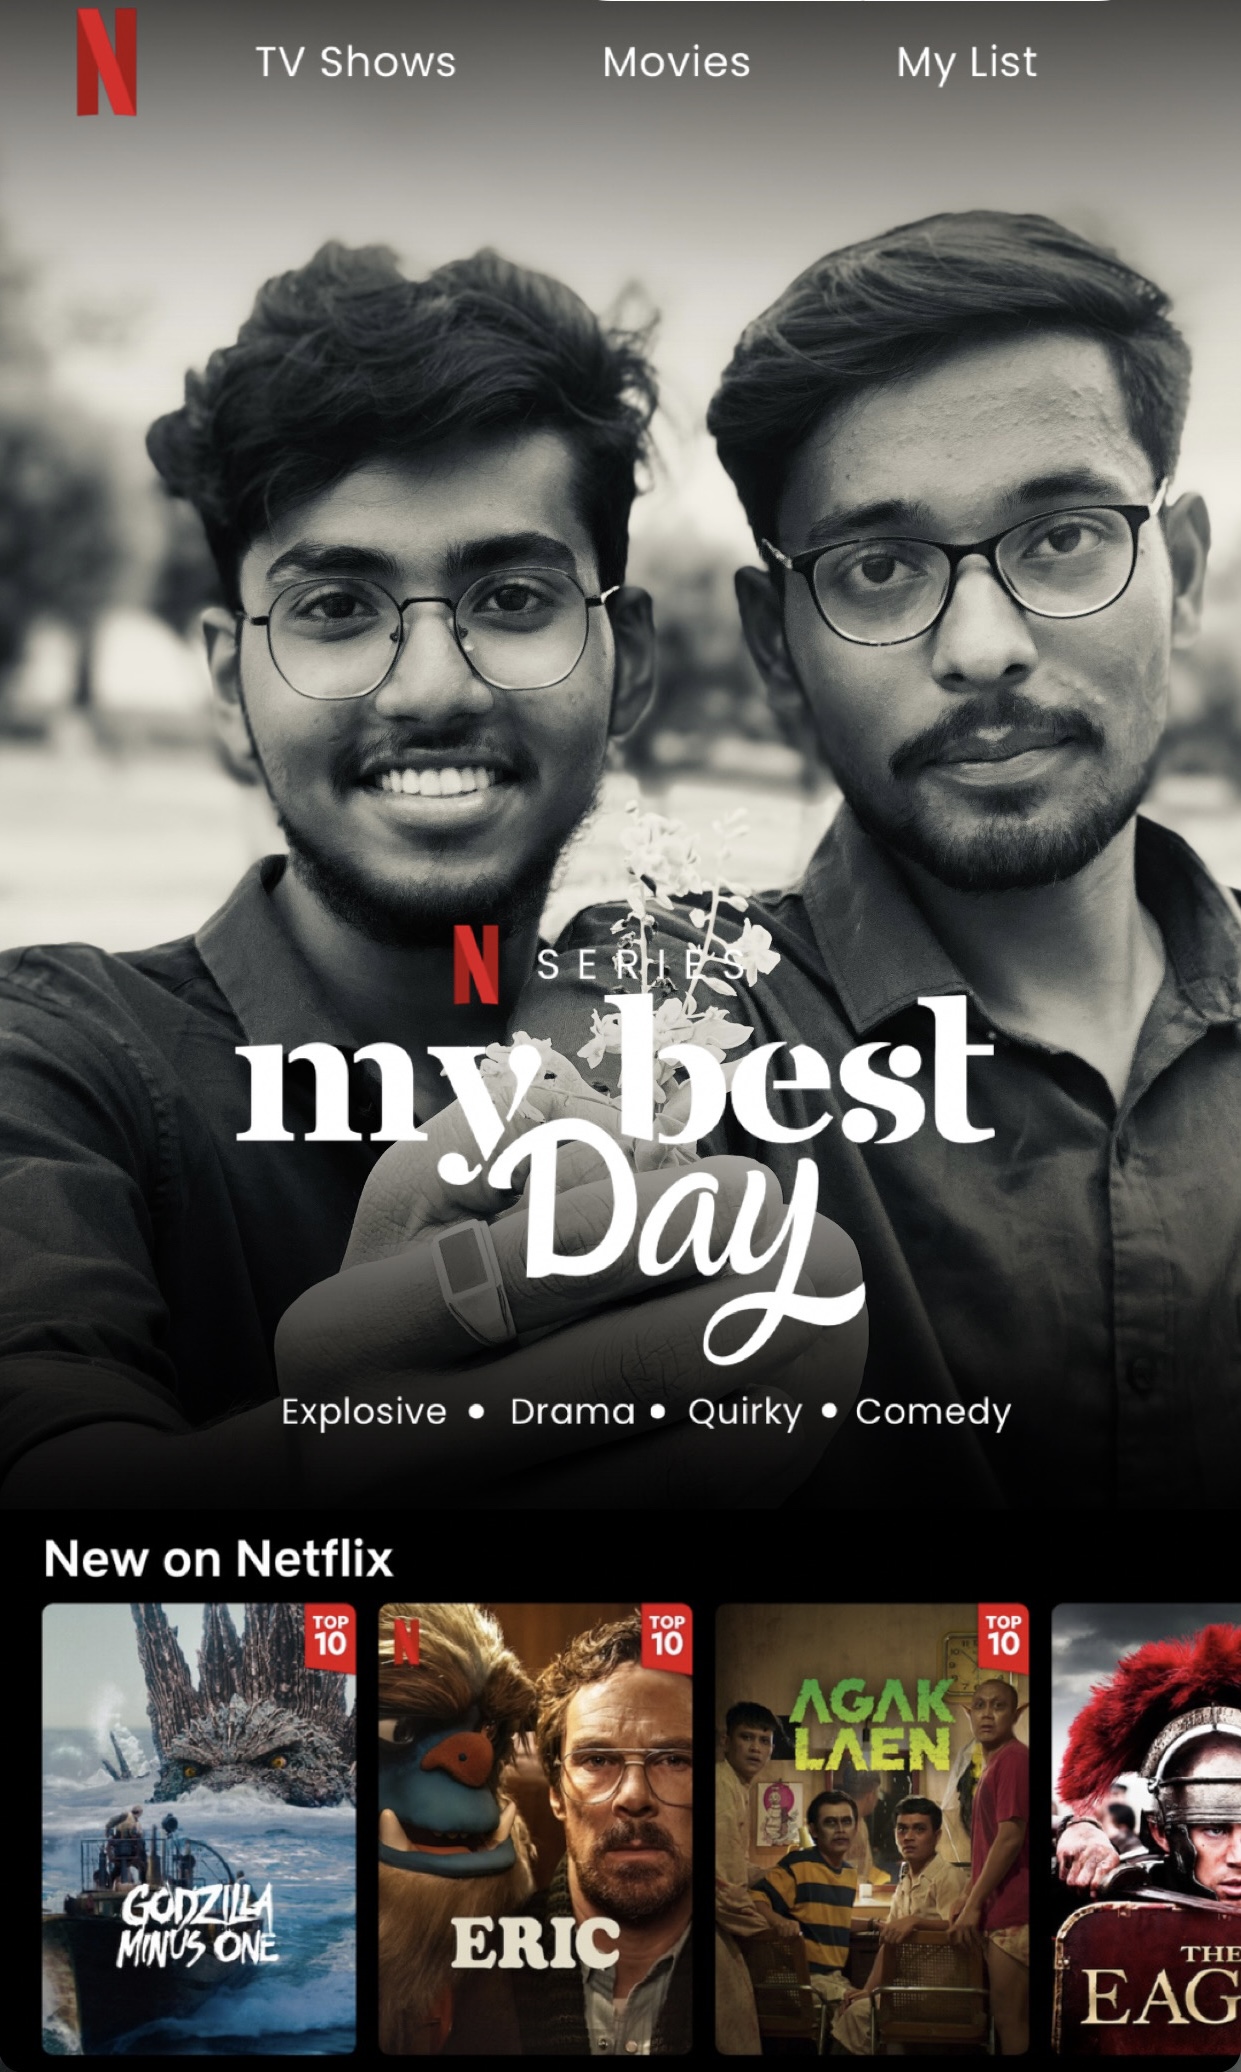 N TV Shows Movies My List
N SERIES
my best
Day
Explosive • Drama • Quirky • Comedy
New on Netflix
TOP
10
GODZILLA
MINUS ONE
N
TOP
10
ERIC
TOP
10
AGAK
LAEN
THE
EAG